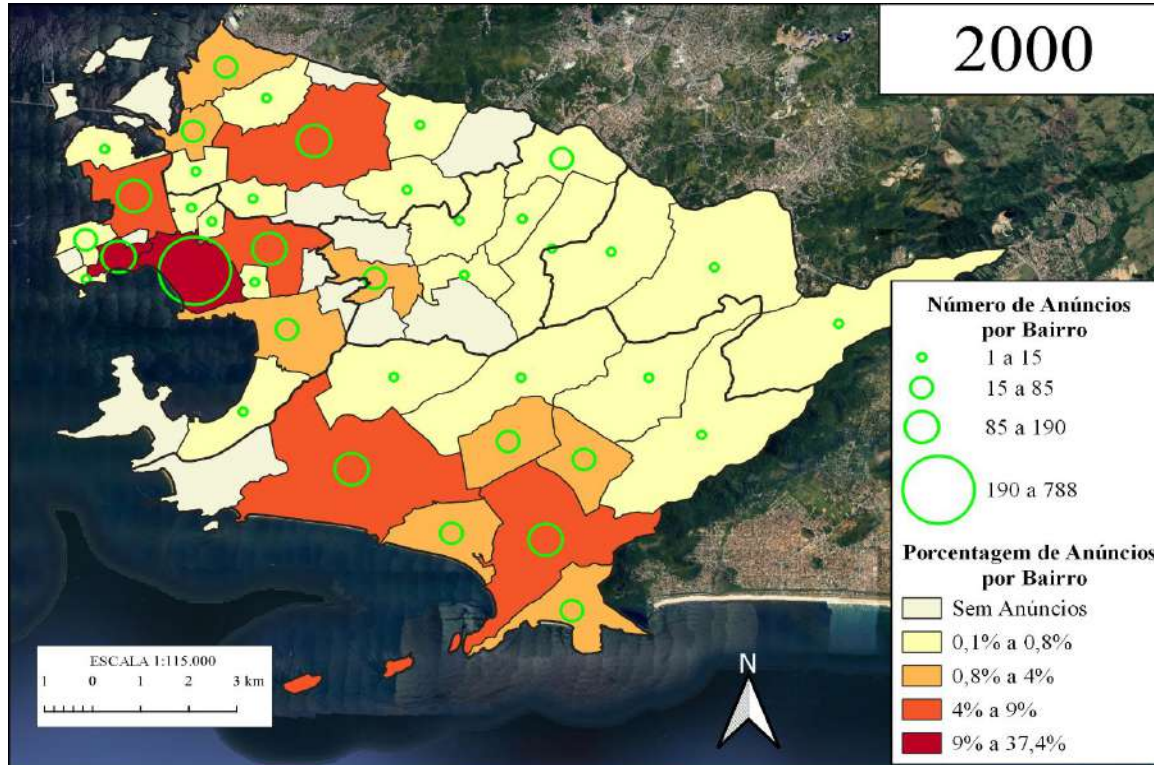 2000
Número de Anúncios
por Bairro
1 a 15
15 a 85
85 a 190
190 a 788
Porcentagem de Anúncios
por Bairro
Sem Anúncios
0,1% a 0,8%
0,8% a 4%
4% a 9%
9% a 37,4%
ESCALA 1:115.000
1 0 1 2 3 km
N